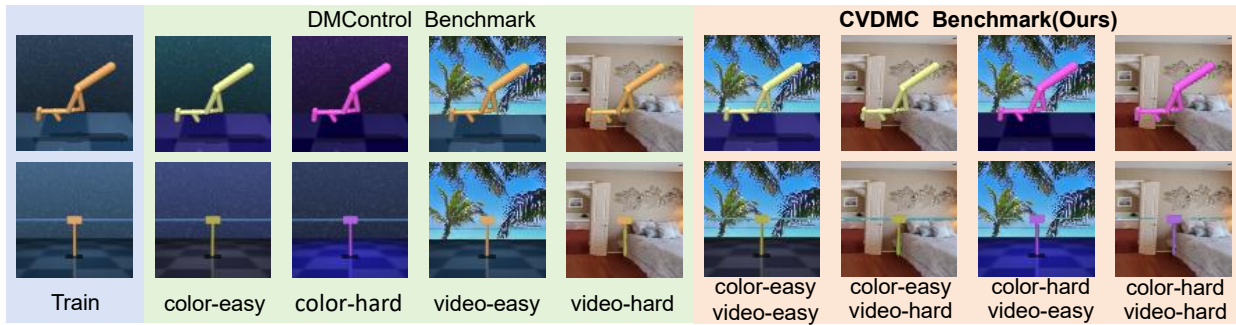 DMControl Benchmark
CVDMC Benchmark(Ours)
Train
color-easy
color-hard
video-easy
video-hard
color-easy
video-easy
color-easy
video-hard
color-hard
video-easy
color-hard
video-hard